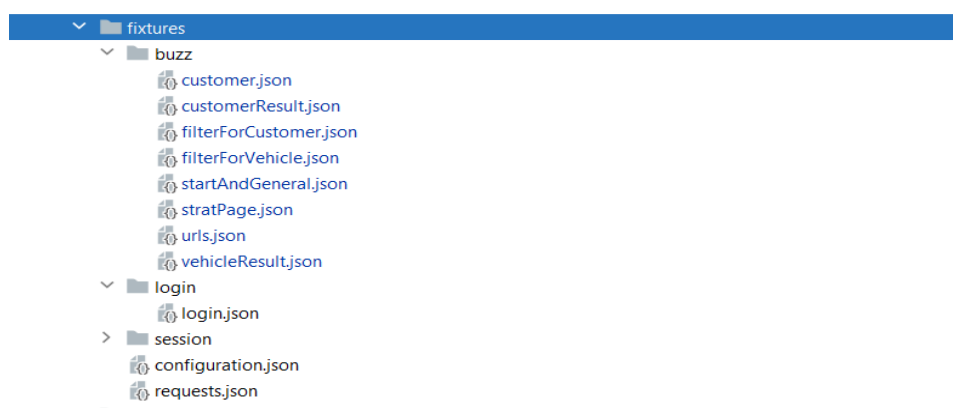 fixtures
buzz
customer.json
customerResult.json
filterForCustomer.json
filterForVehicle.json
startAndGeneral.json
stratPage.json
urls.json
vehicleResult.json
login
login.json
session
configuration.json
requests.json